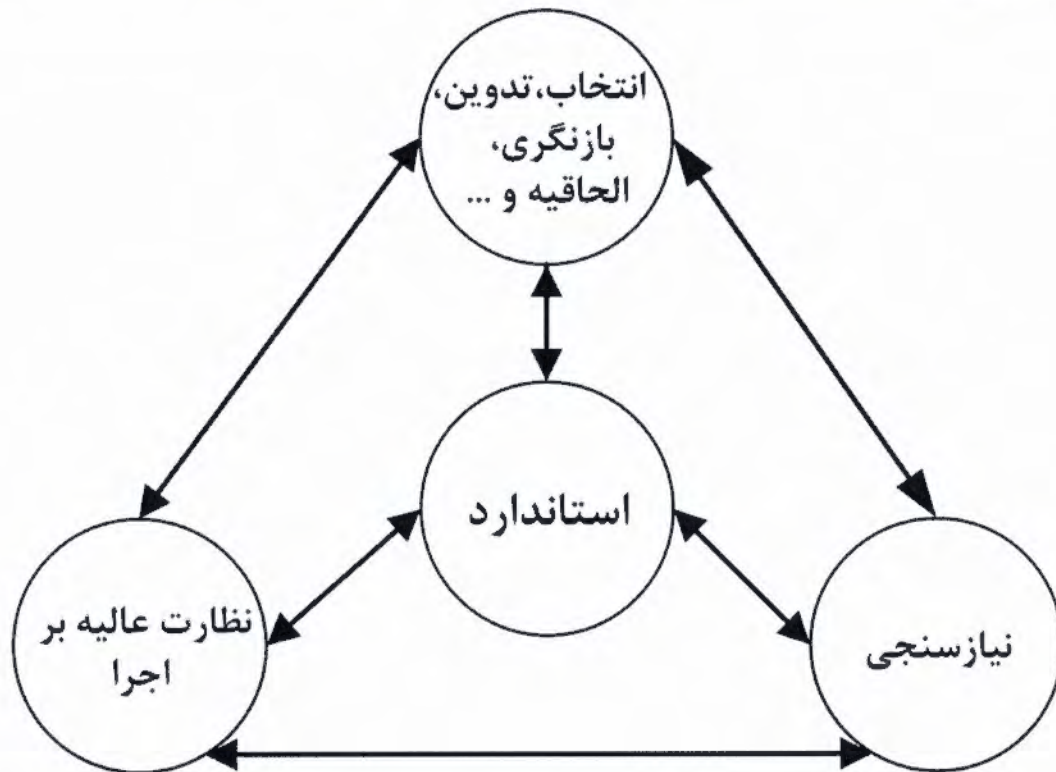 انتخاب،تدوین،
بازنگری،
الحاقیه و ...
استاندارد
نیازسنجی
نظارت عالیه بر
اجرا